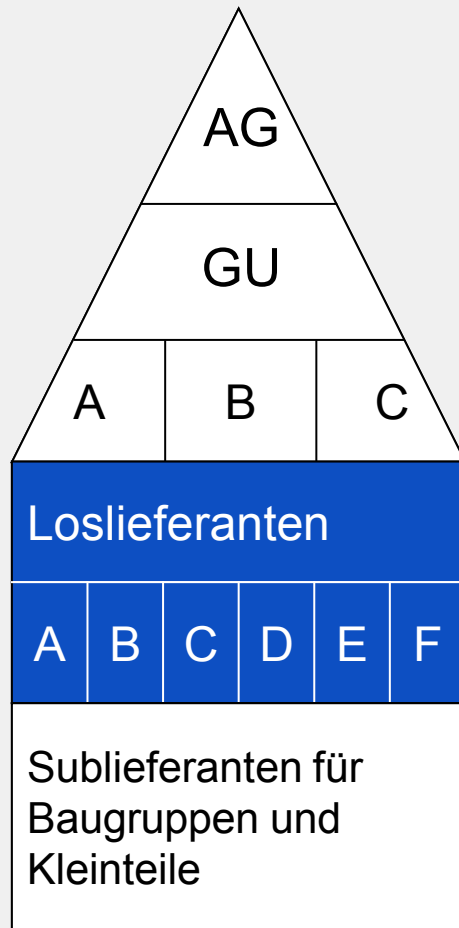 AG
GU
A B C
Loslieferanten
A B C D E F
Sublieferanten für
Baugruppen und
Kleinteile